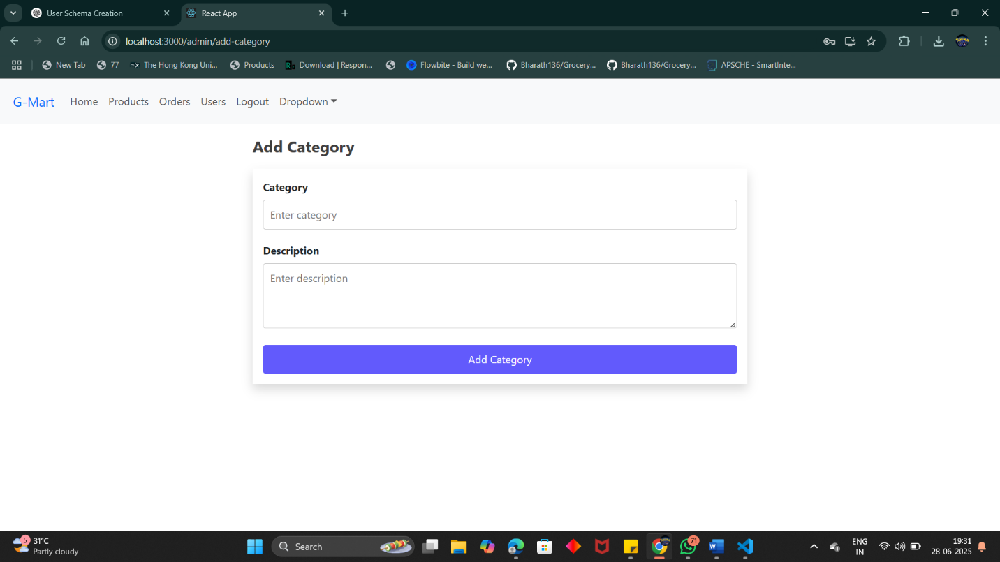 User Schema Creation
React App
localhost:3000/admin/add-category
New Tab
77
edX
The Hong Kong Uni...
Products
Download | Respon...
Flowbite - Build we...
Bharath136/Grocery...
Bharath136/Grocery...
APSCHE - SmartInte...
G-Mart
Home
Products
Orders
Users
Logout
Dropdown
Add Category
Category
Enter category
Description
Enter description
Add Category
5
31°C
Partly cloudy
Search
71
ENG
IN
19:31
28-06-2025